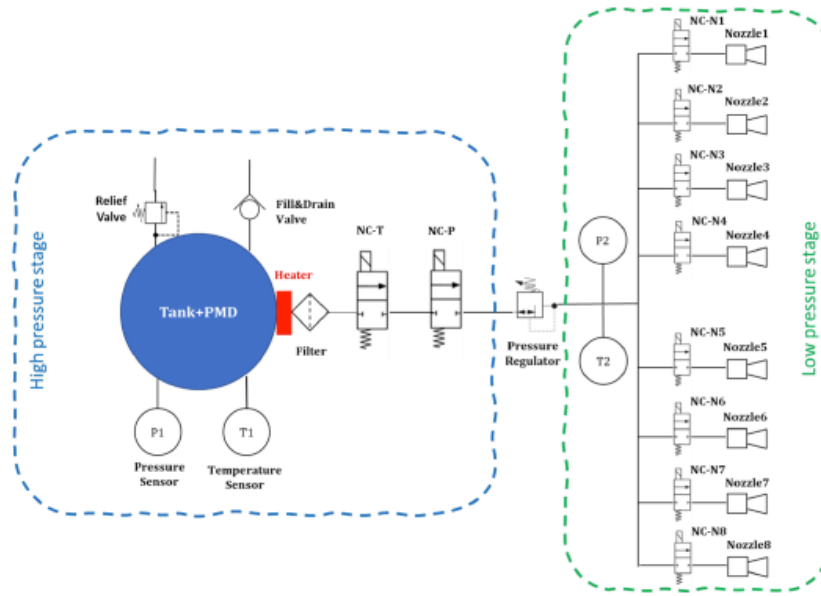 NC-N1
Nozzle1
NC-N2
Nozzle2
NC-N3
Nozzle3
NC-N4
Nozzle4
Relief
Valve
Fill&Drain
Valve
NC-T
NC-P
P2
High pressure stage
Low pressure stage
Heater
Tank+PMD
Filter
Pressure
Regulator
T2
NC-N5
Nozzle5
NC-N6
Nozzle6
P1
T1
Pressure
Sensor
Temperature
Sensor
NC-N7
Nozzle7
NC-N8
Nozzle8